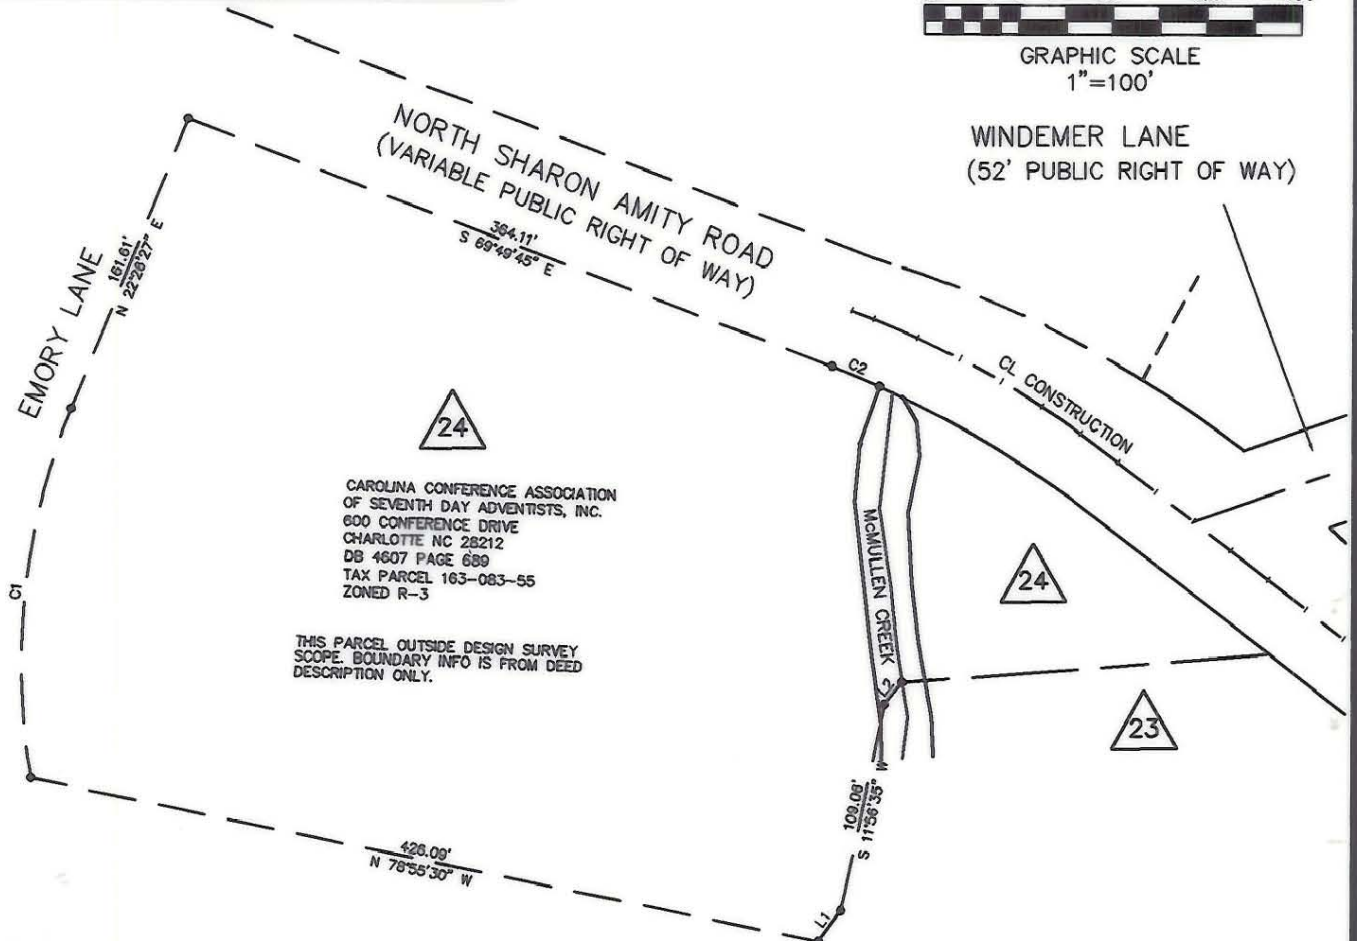 GRAPHIC SCALE
1"=100'
WINDEMER LANE
(52' PUBLIC RIGHT OF WAY)
NORTH SHARON AMITY ROAD
(VARIABLE PUBLIC RIGHT OF WAY)
364.11'
S 69°49'45" E
EMORY LANE
161.61'
N 22°28'27" E
C2
CL CONSTRUCTION
24
CAROLINA CONFERENCE ASSOCIATION
OF SEVENTH DAY ADVENTISTS, INC.
600 CONFERENCE DRIVE
CHARLOTTE NC 28212
DB 4607 PAGE 689
TAX PARCEL 163-083-55
ZONED R-3
McMULLEN CREEK
24
C1
THIS PARCEL OUTSIDE DESIGN SURVEY
SCOPE. BOUNDARY INFO IS FROM DEED
DESCRIPTION ONLY.
L2
23
109.08'
S 11°56'35" W
426.09'
N 78°55'30" W
L1